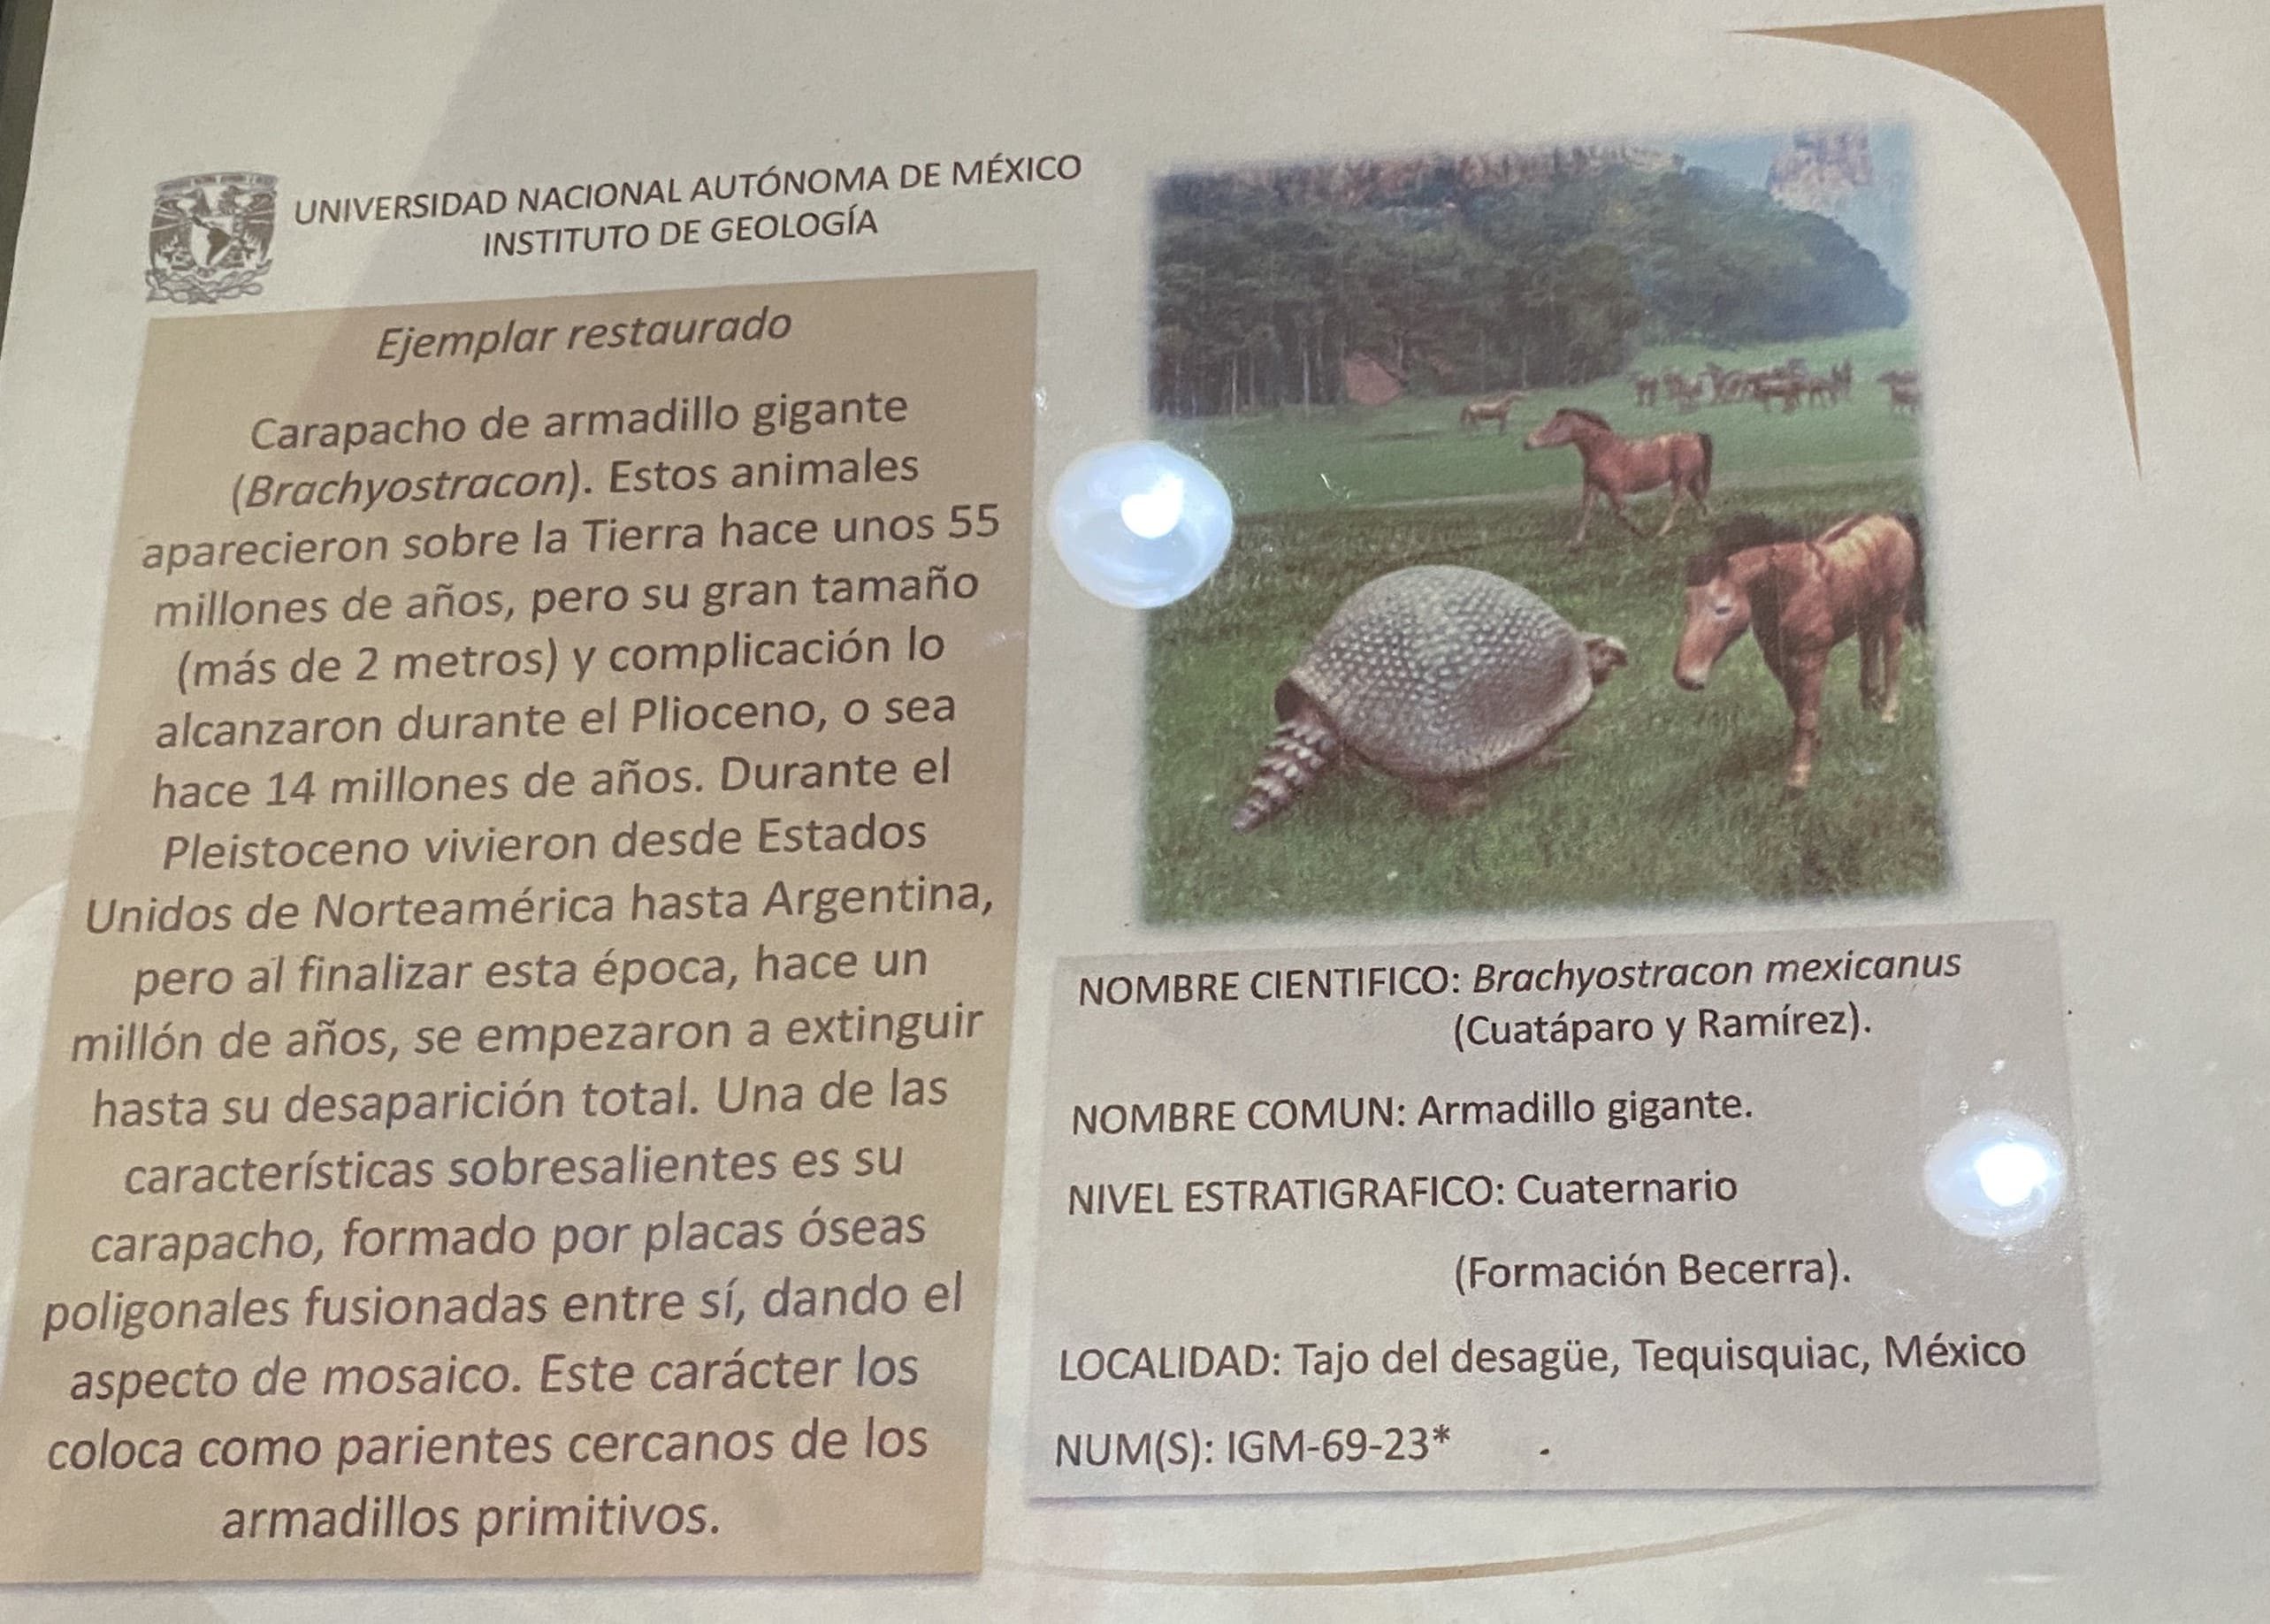 UNIVERSIDAD NACIONAL AUTÓNOMA DE MÉXICO
INSTITUTO DE GEOLOGÍA
Ejemplar restaurado
Carapacho de armadillo gigante
(Brachyostracon). Estos animales
aparecieron sobre la Tierra hace unos 55
millones de años, pero su gran tamaño
(más de 2 metros) y complicación lo
alcanzaron durante el Plioceno, o sea
hace 14 millones de años. Durante el
Pleistoceno vivieron desde Estados
Unidos de Norteamérica hasta Argentina,
pero al finalizar esta época, hace un
millón de años, se empezaron a extinguir
hasta su desaparición total. Una de las
características sobresalientes es su
carapacho, formado por placas óseas
poligonales fusionadas entre sí, dando el
aspecto de mosaico. Este carácter los
coloca como parientes cercanos de los
armadillos primitivos.
NOMBRE CIENTIFICO: Brachyostracon mexicanus
(Cuatáparo y Ramírez).
NOMBRE COMUN: Armadillo gigante.
NIVEL ESTRATIGRAFICO: Cuaternario
(Formación Becerra).
LOCALIDAD: Tajo del desagüe, Tequisquiac, México
NUM(S): IGM-69-23*